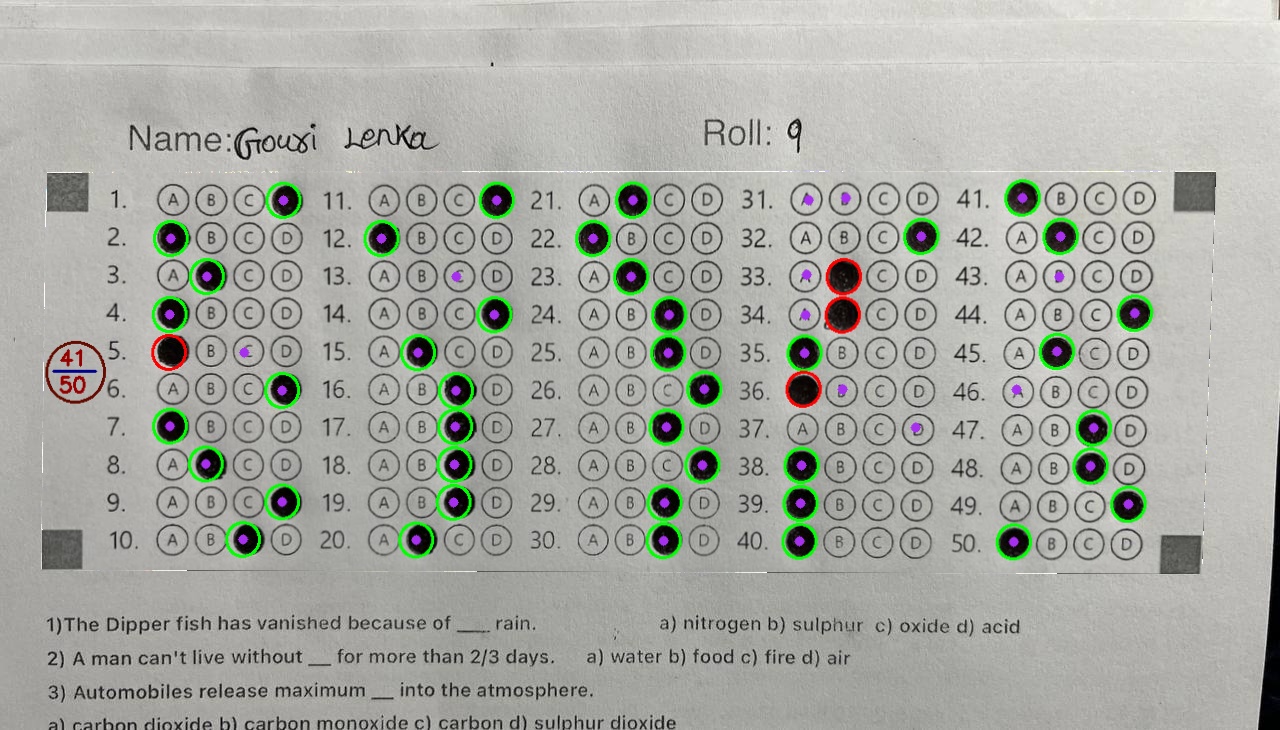 Name: Gouri Lenka Roll: 9
1. A B C 11. A B C 21. A C D 31. A B C D 41. B C D
2. B C D 12. B C D 22. B C D 32. A B C 42. A C D
3. A C D 13. A B C D 23. A C D 33. A C D 43. A B C D
4. B C D 14. A B C 24. A B D 34. A C D 44. A B C
5. B C D 15. A C D 25. A B D 35. B C D 45. A C D
41
50
6. A B C 16. A B D 26. A B C 36. B C D 46. A B C D
7. B C D 17. A B D 27. A B D 37. A B C D 47. A B D
8. A C D 18. A B D 28. A B C 38. B C D 48. A B D
9. A B C 19. A B D 29. A B D 39. B C D 49. A B C
10. A B D 20. A C D 30. A B D 40. B C D 50. B C D
1)The Dipper fish has vanished because of ___ rain. a) nitrogen b) sulphur c) oxide d) acid
2) A man can't live without __ for more than 2/3 days. a) water b) food c) fire d) air
3) Automobiles release maximum __ into the atmosphere.
a) carbon dioxide b) carbon monoxide c) carbon d) sulphur dioxide